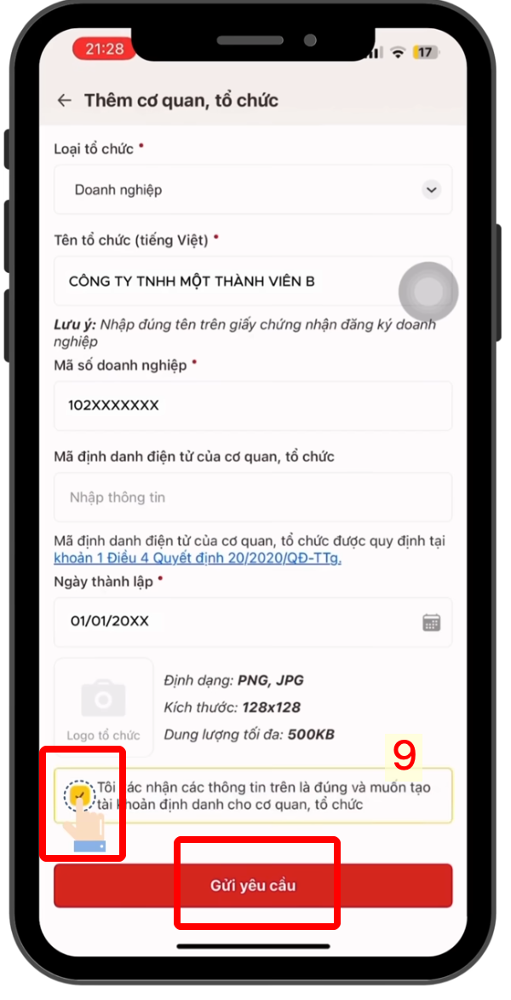 21:28
17
Thêm cơ quan, tổ chức
Loại tổ chức *
Doanh nghiệp
Tên tổ chức (tiếng Việt) *
CÔNG TY TNHH MỘT THÀNH VIÊN B
Lưu ý: Nhập đúng tên trên giấy chứng nhận đăng ký doanh
nghiệp
Mã số doanh nghiệp *
102XXXXXXX
Mã định danh điện tử của cơ quan, tổ chức
Nhập thông tin
Mã định danh điện tử của cơ quan, tổ chức được quy định tại
khoản 1 Điều 4 Quyết định 20/2020/QĐ-TTg.
Ngày thành lập *
01/01/20XX
Định dạng: PNG, JPG
Kích thước: 128x128
Logo tổ chức
Dung lượng tối đa: 500KB
9
Tôi xác nhận các thông tin trên là đúng và muốn tạo
tài khoản định danh cho cơ quan, tổ chức
Gửi yêu cầu